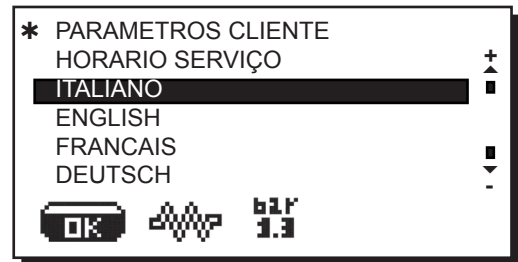 * PARAMETROS CLIENTE
HORARIO SERVIÇO
+
ITALIANO
ENGLISH
FRANCAIS
DEUTSCH
-
OK
bar
1.3